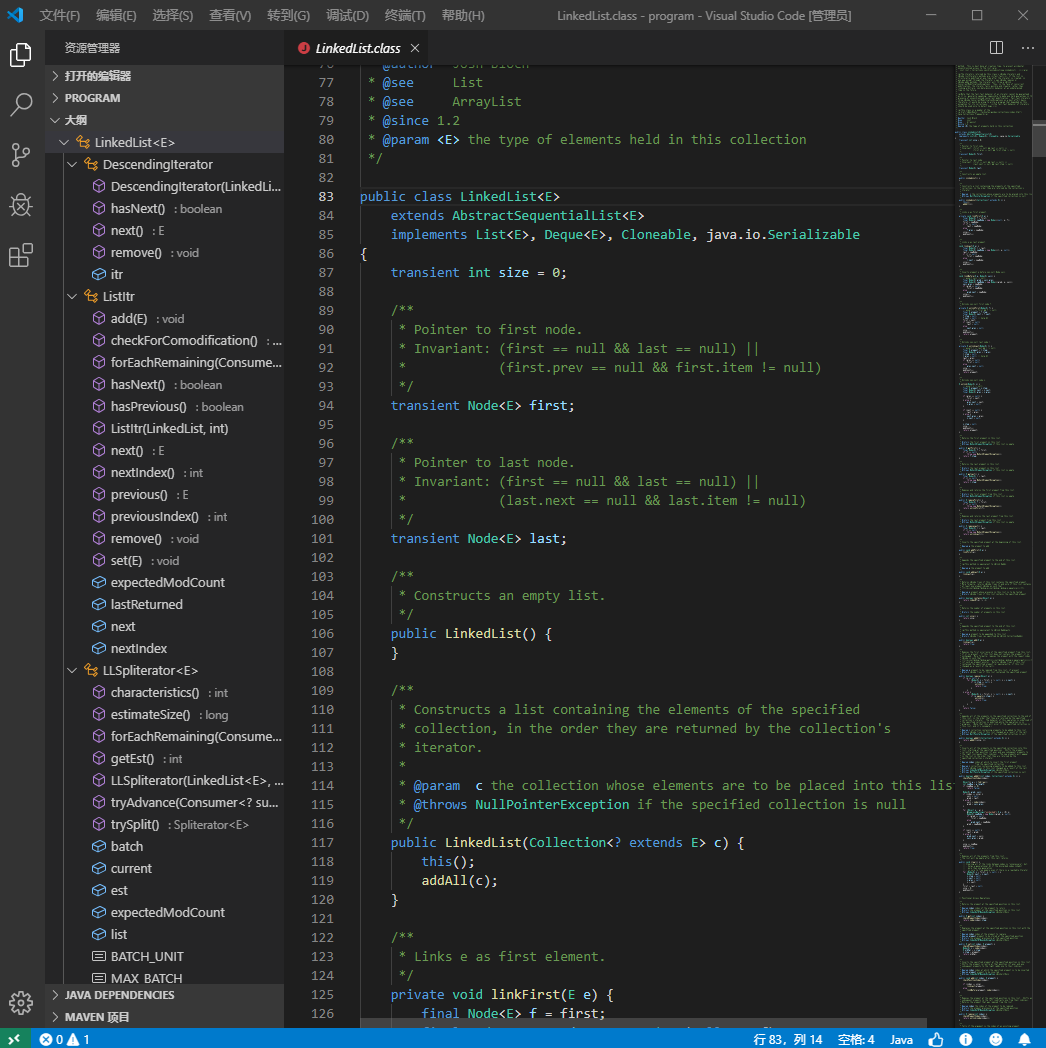 文件(F) 编辑(E) 选择(S) 查看(V) 转到(G) 调试(D) 终端(T) 帮助(H) LinkedList.class - program - Visual Studio Code [管理员]
资源管理器
打开的编辑器
PROGRAM
大纲
LinkedList<E>
DescendingIterator
DescendingIterator(LinkedLi...
hasNext() : boolean
next() : E
remove() : void
itr
ListItr
add(E) : void
checkForComodification() : ...
forEachRemaining(Consume...
hasNext() : boolean
hasPrevious() : boolean
ListItr(LinkedList, int)
next() : E
nextIndex() : int
previous() : E
previousIndex() : int
remove() : void
set(E) : void
expectedModCount
lastReturned
next
nextIndex
LLSpliterator<E>
characteristics() : int
estimateSize() : long
forEachRemaining(Consume...
getEst() : int
LLSpliterator(LinkedList<E>, ...
tryAdvance(Consumer<? su...
trySplit() : Spliterator<E>
batch
current
est
expectedModCount
list
BATCH_UNIT
MAX_BATCH
JAVA DEPENDENCIES
MAVEN 项目
LinkedList.class
76 * @author Josh Bloch
77 * @see List
78 * @see ArrayList
79 * @since 1.2
80 * @param <E> the type of elements held in this collection
81 */
82
83 public class LinkedList<E>
84 extends AbstractSequentialList<E>
85 implements List<E>, Deque<E>, Cloneable, java.io.Serializable
86 {
87 transient int size = 0;
88
89 /**
90 * Pointer to first node.
91 * Invariant: (first == null && last == null) ||
92 * (first.prev == null && first.item != null)
93 */
94 transient Node<E> first;
95
96 /**
97 * Pointer to last node.
98 * Invariant: (first == null && last == null) ||
99 * (last.next == null && last.item != null)
100 */
101 transient Node<E> last;
102
103 /**
104 * Constructs an empty list.
105 */
106 public LinkedList() {
107 }
108
109 /**
110 * Constructs a list containing the elements of the specified
111 * collection, in the order they are returned by the collection's
112 * iterator.
113 *
114 * @param c the collection whose elements are to be placed into this list
115 * @throws NullPointerException if the specified collection is null
116 */
117 public LinkedList(Collection<? extends E> c) {
118 this();
119 addAll(c);
120 }
121
122 /**
123 * Links e as first element.
124 */
125 private void linkFirst(E e) {
126 final Node<E> f = first;
0 1 行 83，列 14 空格: 4 Java